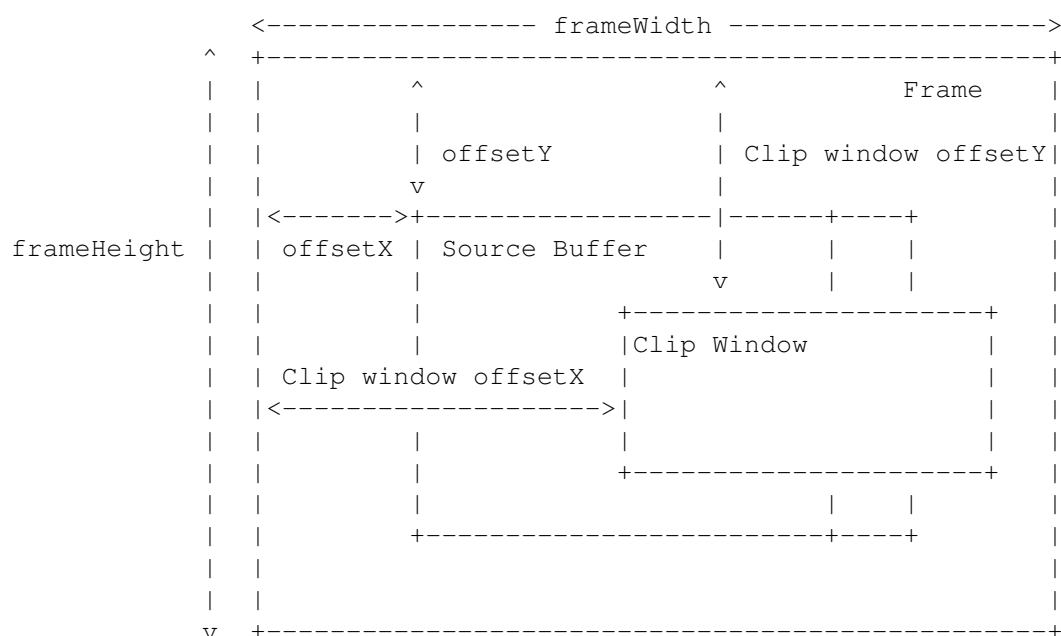 frameWidth
Frame
offsetY Clip window offsetY
frameHeight offsetX Source Buffer
Clip Window
Clip window offsetX